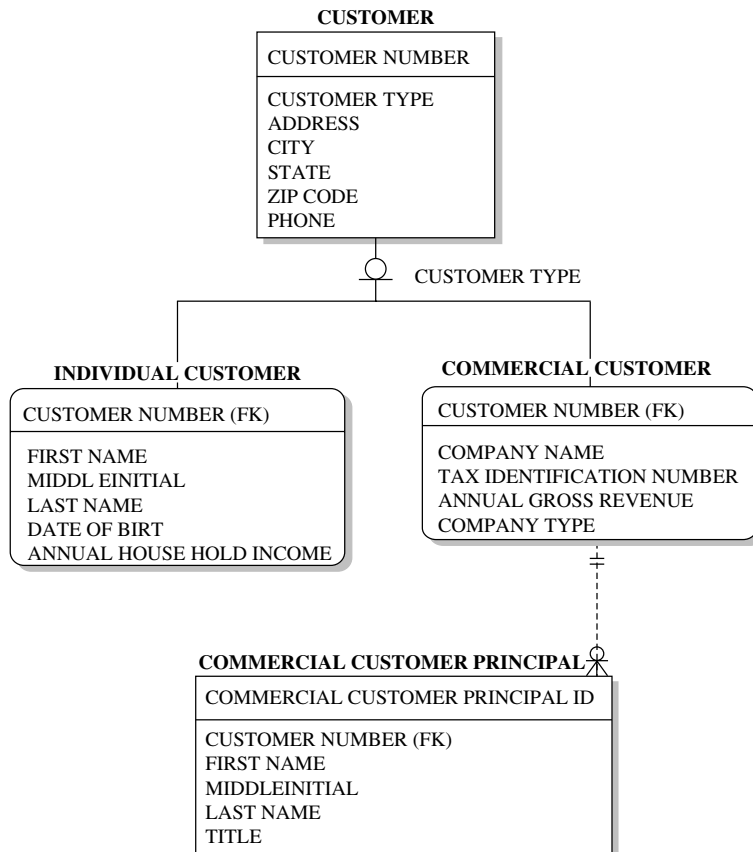 CUSTOMER
CUSTOMER NUMBER
CUSTOMER TYPE
ADDRESS
CITY
STATE
ZIP CODE
PHONE
CUSTOMER TYPE
INDIVIDUAL CUSTOMER
CUSTOMER NUMBER (FK)
FIRST NAME
MIDDL EINITIAL
LAST NAME
DATE OF BIRT
ANNUAL HOUSE HOLD INCOME
COMMERCIAL CUSTOMER
CUSTOMER NUMBER (FK)
COMPANY NAME
TAX IDENTIFICATION NUMBER
ANNUAL GROSS REVENUE
COMPANY TYPE
COMMERCIAL CUSTOMER PRINCIPAL
COMMERCIAL CUSTOMER PRINCIPAL ID
CUSTOMER NUMBER (FK)
FIRST NAME
MIDDLEINITIAL
LAST NAME
TITLE